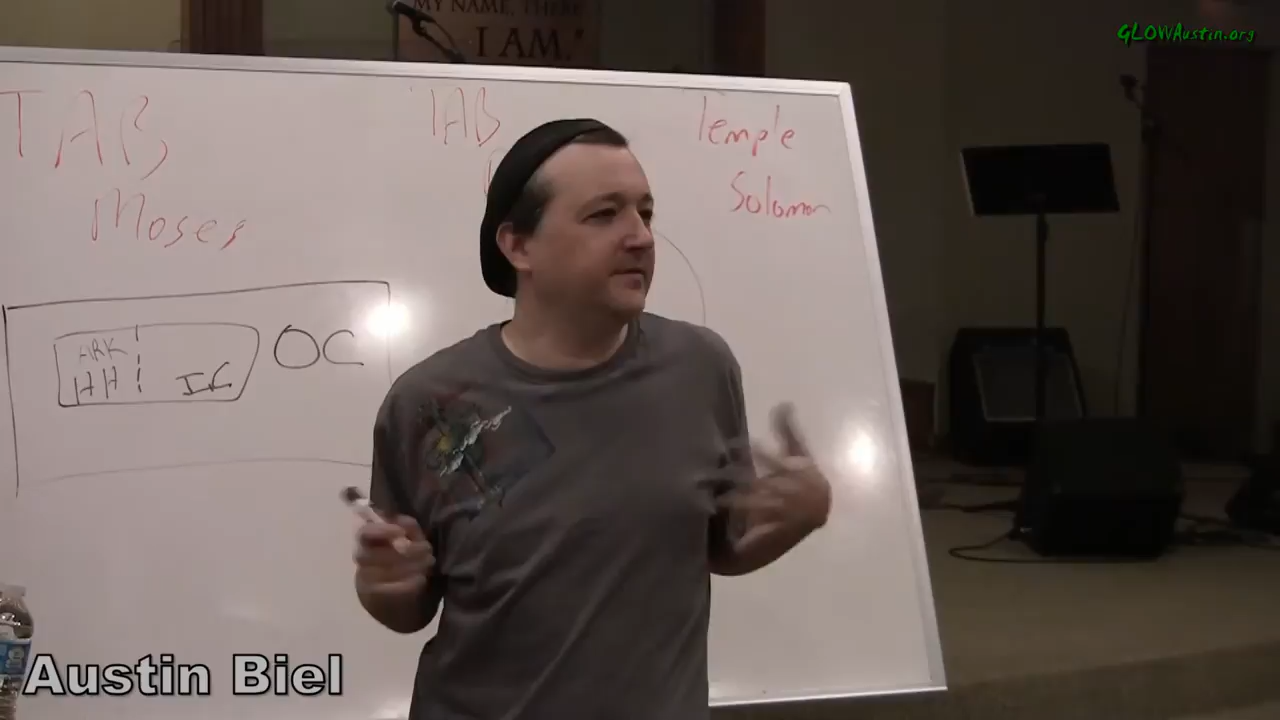 MY NAME, THERE
I AM."
GLOWAustin.org
TAB
Moses
TAB
Temple
Solomon
ARK
HH
IC
OC
Austin Biel